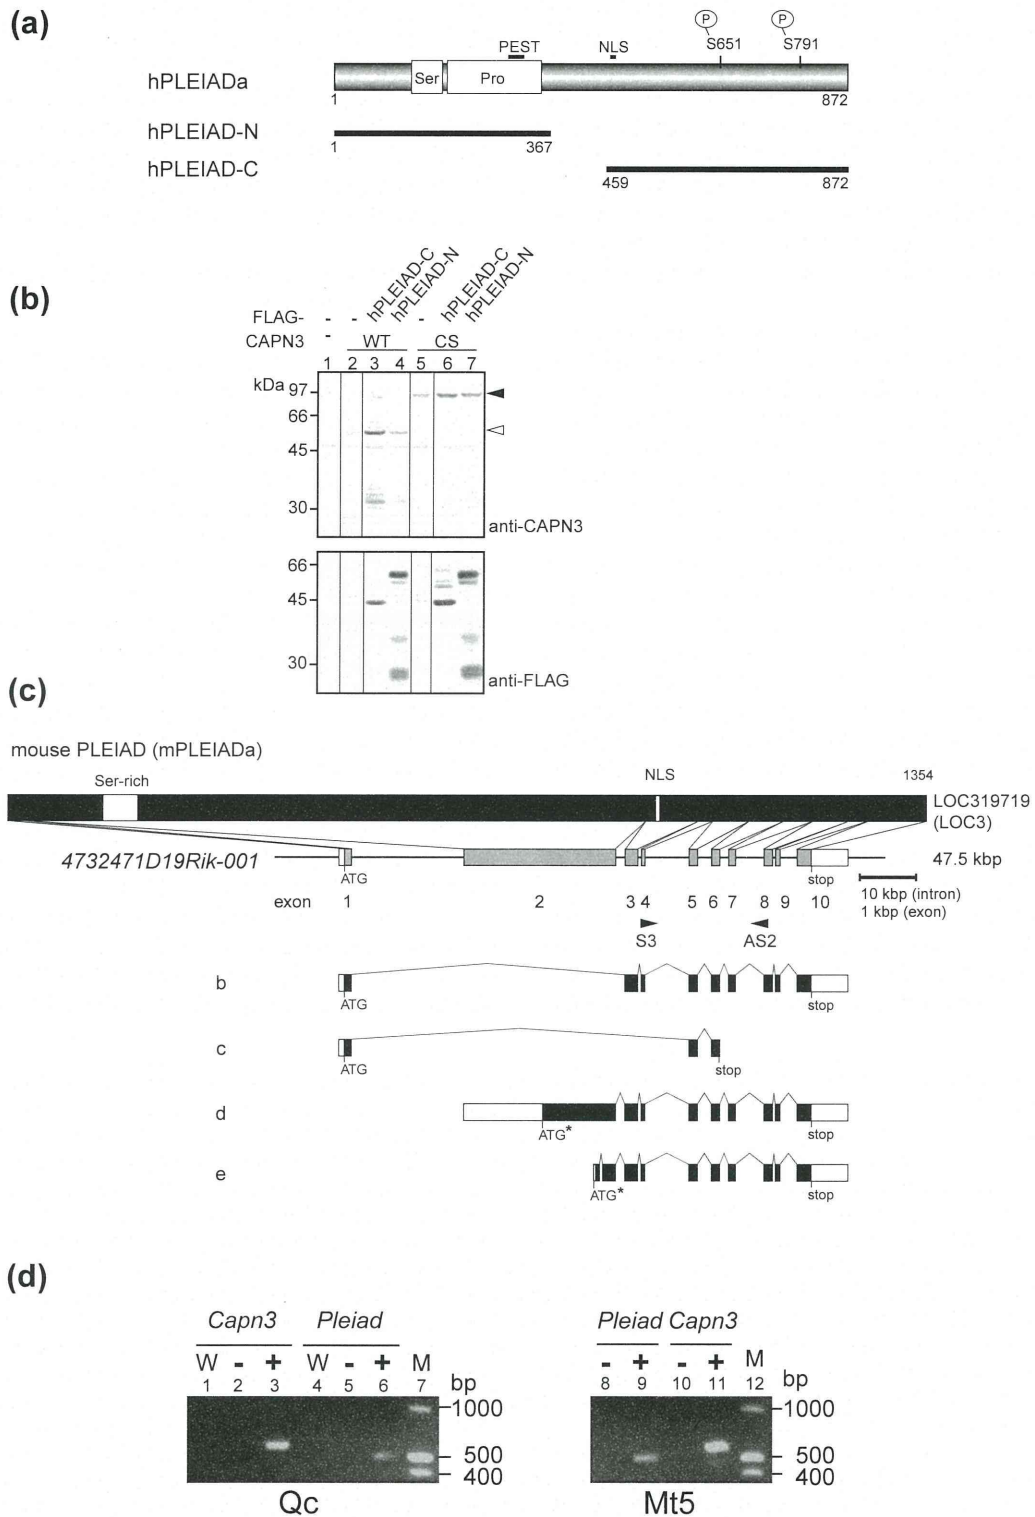 (a)
P P
PEST NLS S651 S791
hPLEIADa Ser Pro
1 872
hPLEIAD-N
1 367
hPLEIAD-C
459 872
(b)
hPLEIAD-C hPLEIAD-N hPLEIAD-C hPLEIAD-N
FLAG- - - -
CAPN3 - WT CS
1 2 3 4 5 6 7
kDa 97
66
45
30
anti-CAPN3
66
45
30
anti-FLAG
(c)
mouse PLEIAD (mPLEIADa)
Ser-rich NLS 1354
LOC319719
(LOC3)
4732471D19Rik-001 47.5 kbp
ATG stop
10 kbp (intron)
1 kbp (exon)
exon 1 2 3 4 5 6 7 8 9 10
S3 AS2
b
ATG stop
c
ATG stop
d
ATG* stop
e
ATG* stop
(d)
Capn3 Pleiad Pleiad Capn3
W - + W - + M - + - + M
1 2 3 4 5 6 7 bp 8 9 10 11 12 bp
1000 1000
500 500
400 400
Qc Mt5